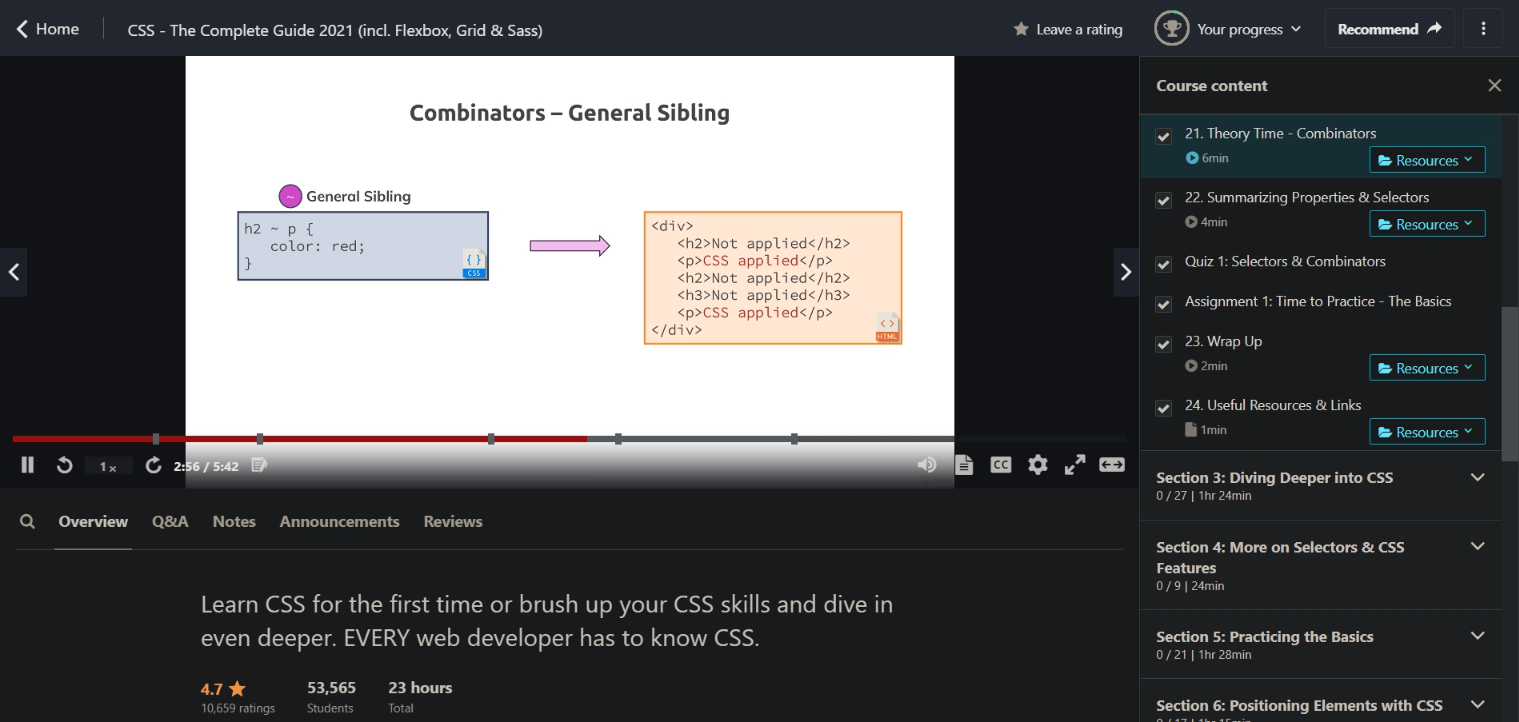 Home
CSS - The Complete Guide 2021 (incl. Flexbox, Grid & Sass)
Leave a rating
Your progress
Recommend
Combinators – General Sibling
~ General Sibling
h2 ~ p {
color: red;
}
{ }
CSS
<div>
<h2>Not applied</h2>
<p>CSS applied</p>
<h2>Not applied</h2>
<h3>Not applied</h3>
<p>CSS applied</p>
</div>
< >
HTML
1x
2:56 / 5:42
CC
Overview
Q&A
Notes
Announcements
Reviews
Learn CSS for the first time or brush up your CSS skills and dive in
even deeper. EVERY web developer has to know CSS.
4.7
53,565
23 hours
10,659 ratings
Students
Total
Course content
21. Theory Time - Combinators
6min
Resources
22. Summarizing Properties & Selectors
4min
Resources
Quiz 1: Selectors & Combinators
Assignment 1: Time to Practice - The Basics
23. Wrap Up
2min
Resources
24. Useful Resources & Links
1min
Resources
Section 3: Diving Deeper into CSS
0 / 27 | 1hr 24min
Section 4: More on Selectors & CSS
Features
0 / 9 | 24min
Section 5: Practicing the Basics
0 / 21 | 1hr 28min
Section 6: Positioning Elements with CSS